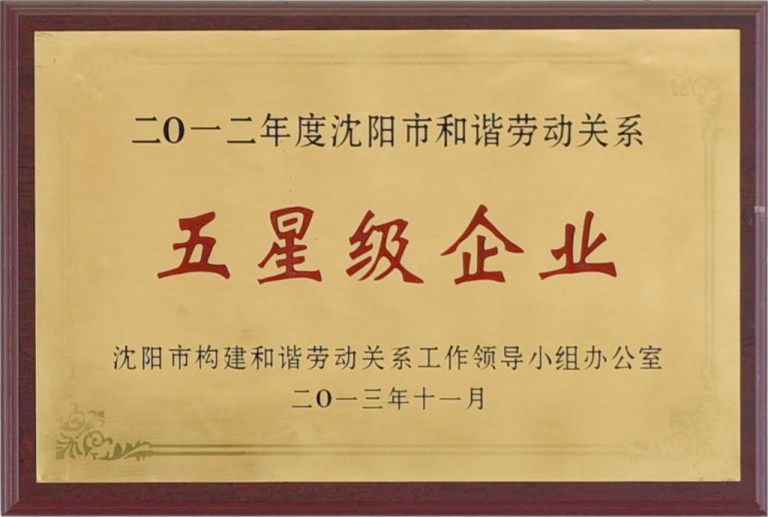 二O一二年度沈阳市和谐劳动关系
五星级企业
沈阳市构建和谐劳动关系工作领导小组办公室
二O一三年十一月